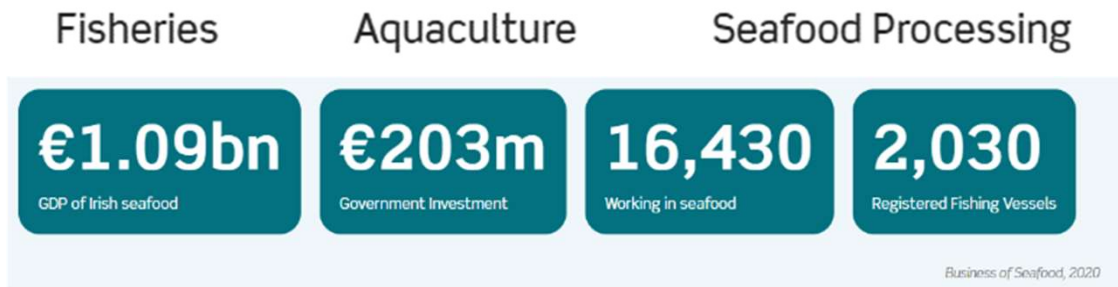 Fisheries Aquaculture Seafood Processing
€1.09bn €203m 16,430 2,030
GDP of Irish seafood Government Investment Working in seafood Registered Fishing Vessels
Business of Seafood, 2020